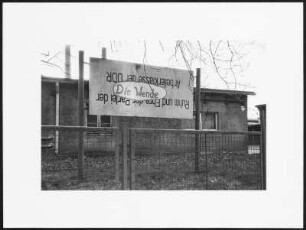 Ruhm und Ehre der Partei der
Arbeiterklasse der DDR
Die Wende